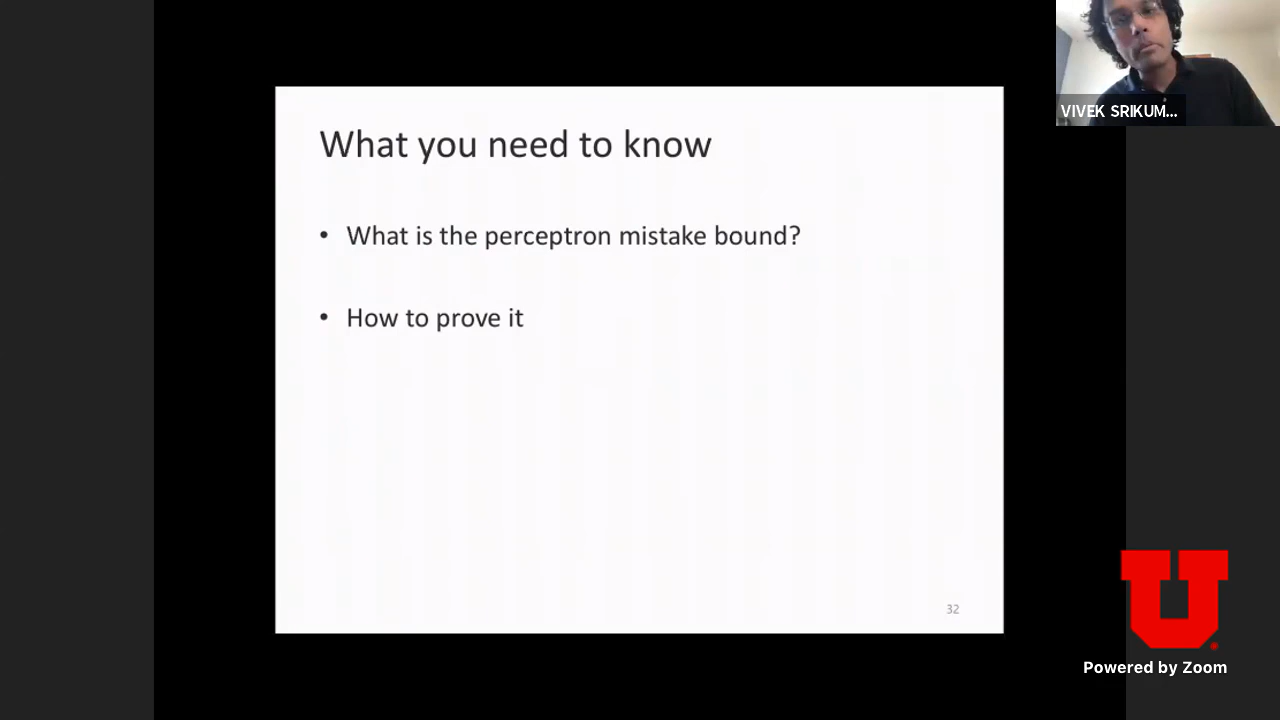 VIVEK SRIKUM...
What you need to know
• What is the perceptron mistake bound?
• How to prove it
32
U
Powered by Zoom